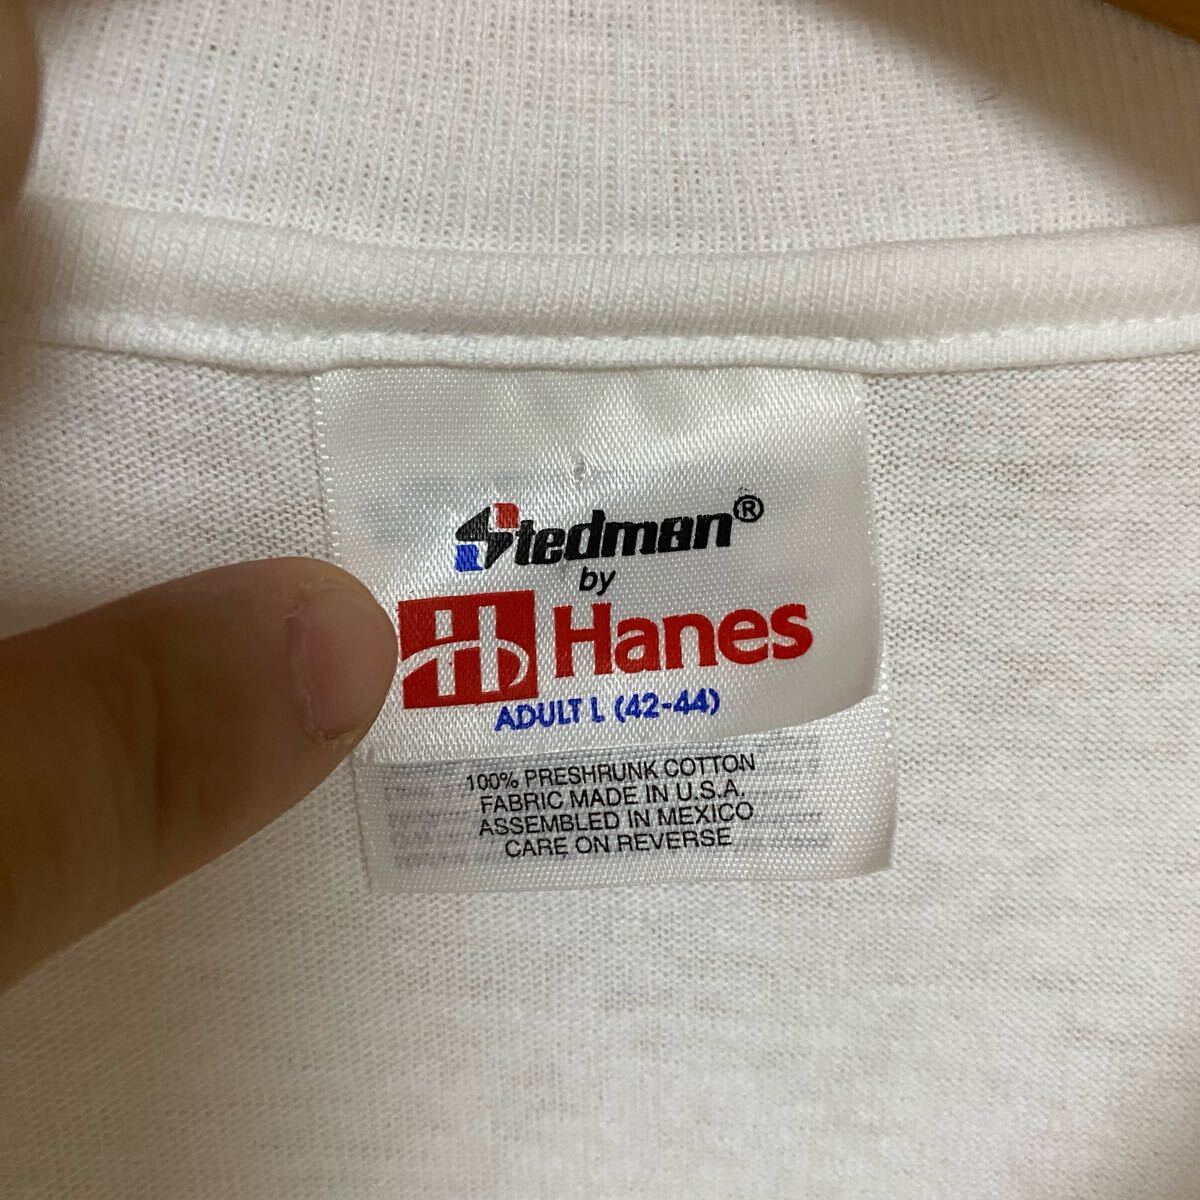 Stedman®
by
H Hanes
ADULT L (42-44)
100% PRESHRUNK COTTON
FABRIC MADE IN U.S.A.
ASSEMBLED IN MEXICO
CARE ON REVERSE